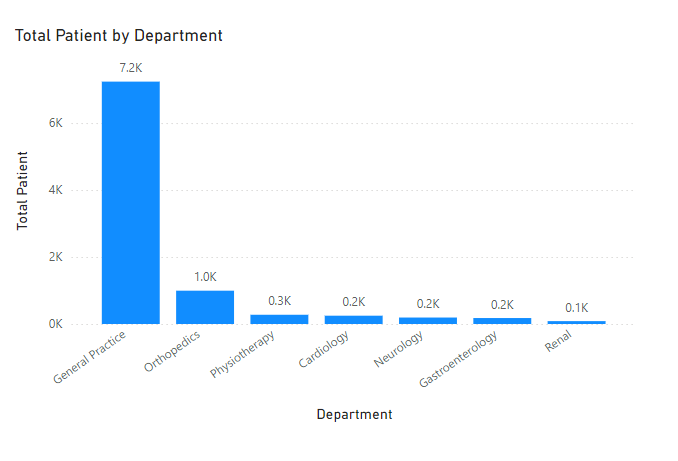 Total Patient by Department
Total Patient
6K
4K
2K
0K
7.2K
1.0K
0.3K
0.2K
0.2K
0.2K
0.1K
General Practice
Orthopedics
Physiotherapy
Cardiology
Neurology
Gastroenterology
Renal
Department